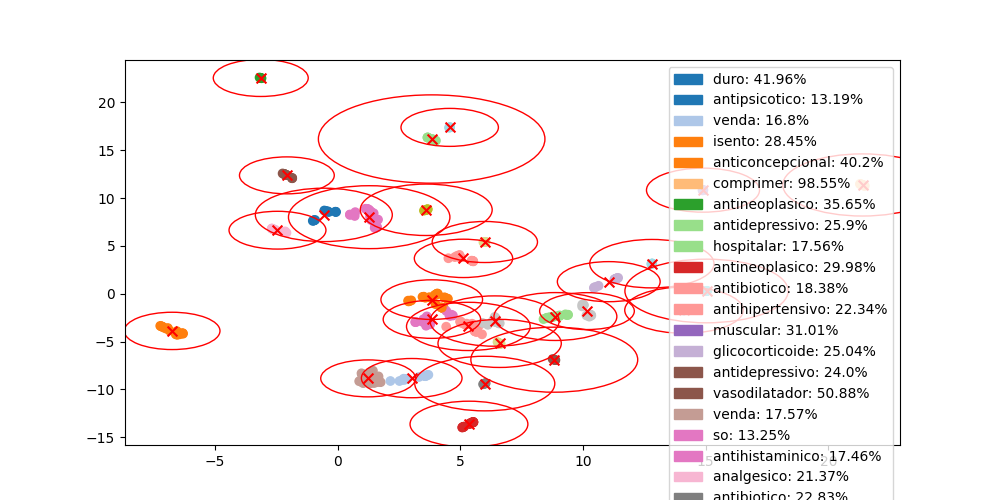 20
15
10
5
0
−5
−10
−15
−5
0
5
10
15
20
duro: 41.96%
antipsicotico: 13.19%
venda: 16.8%
isento: 28.45%
anticoncepcional: 40.2%
comprimer: 98.55%
antineoplasico: 35.65%
antidepressivo: 25.9%
hospitalar: 17.56%
antineoplasico: 29.98%
antibiotico: 18.38%
antihipertensivo: 22.34%
muscular: 31.01%
glicocorticoide: 25.04%
antidepressivo: 24.0%
vasodilatador: 50.88%
venda: 17.57%
so: 13.25%
antihistaminico: 17.46%
analgesico: 21.37%
antibiotico: 22.83%